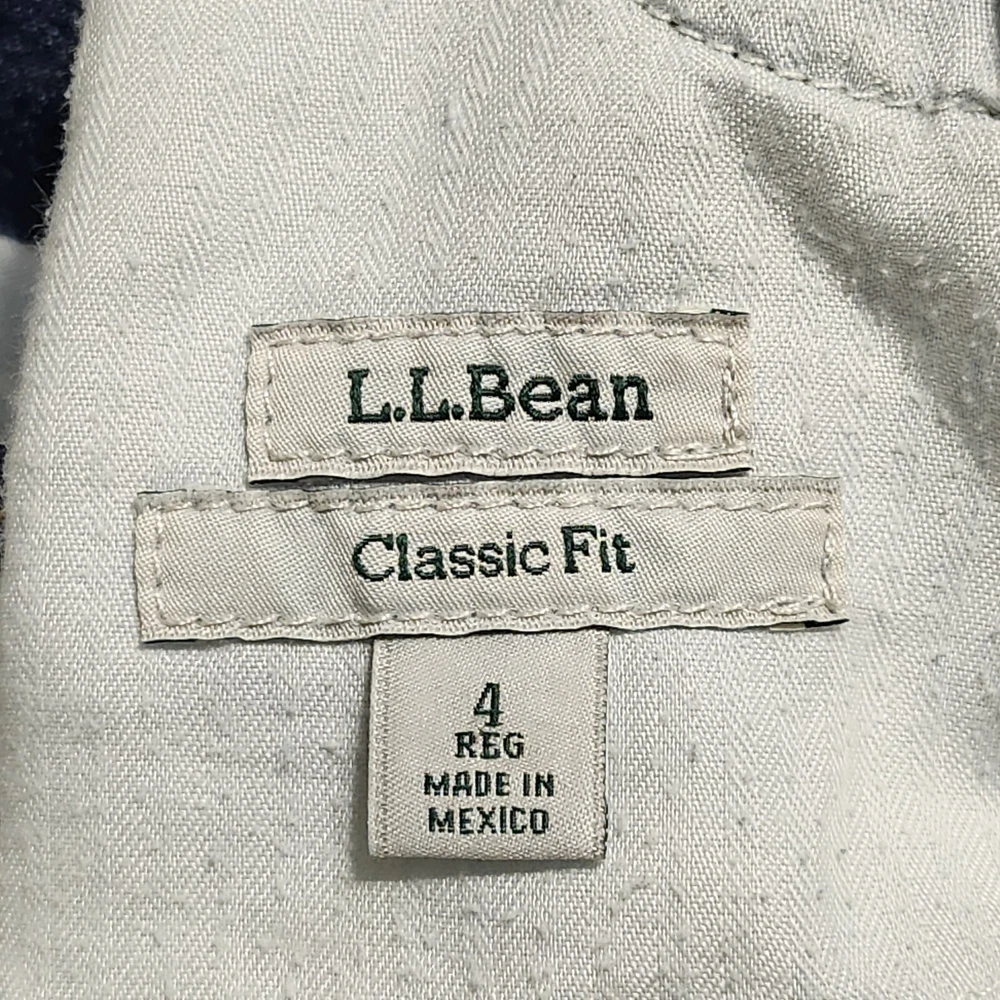 L.L.Bean
Classic Fit
4
REG
MADE IN
MEXICO